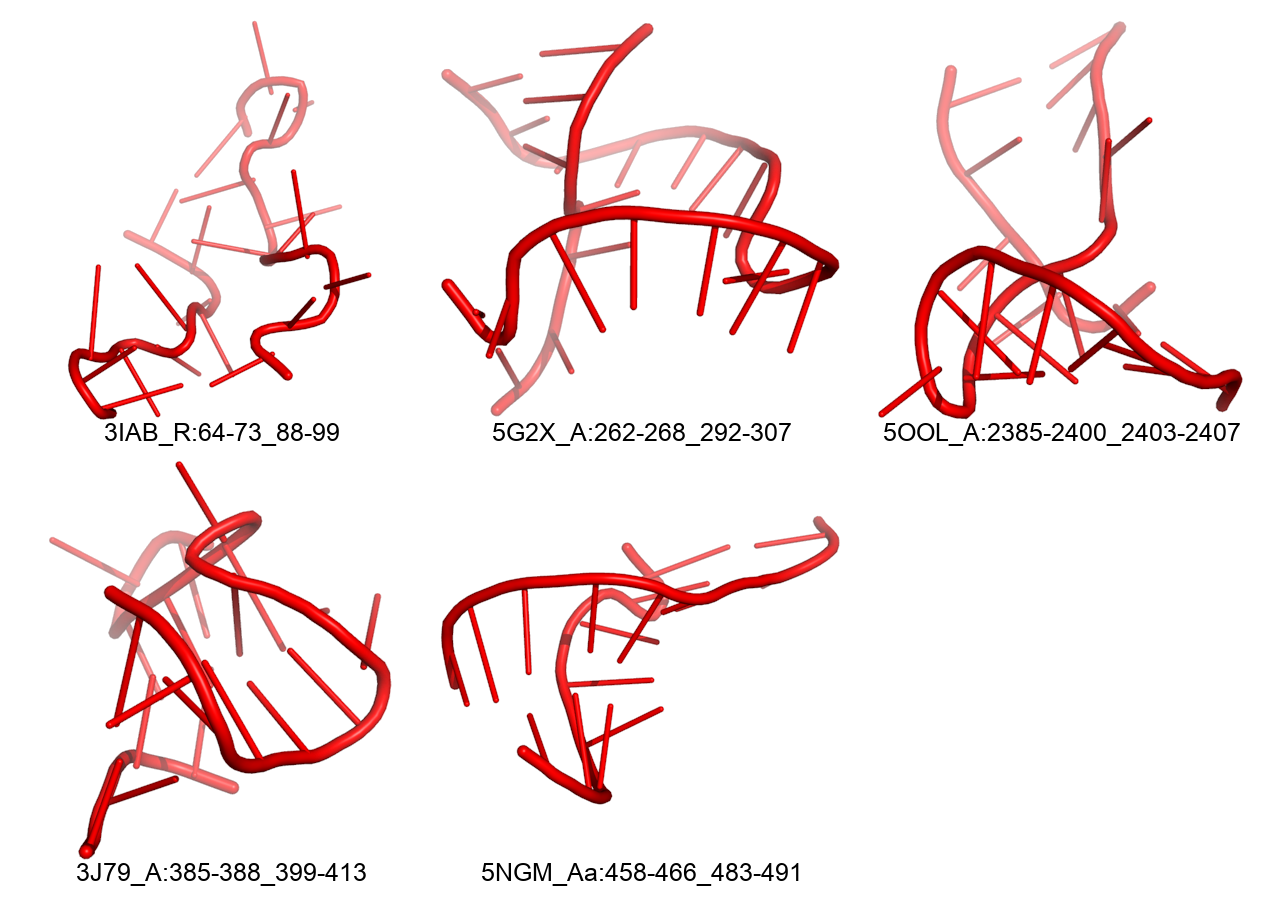 3IAB_R:64-73_88-99
5G2X_A:262-268_292-307
5OOL_A:2385-2400_2403-2407
3J79_A:385-388_399-413
5NGM_Aa:458-466_483-491